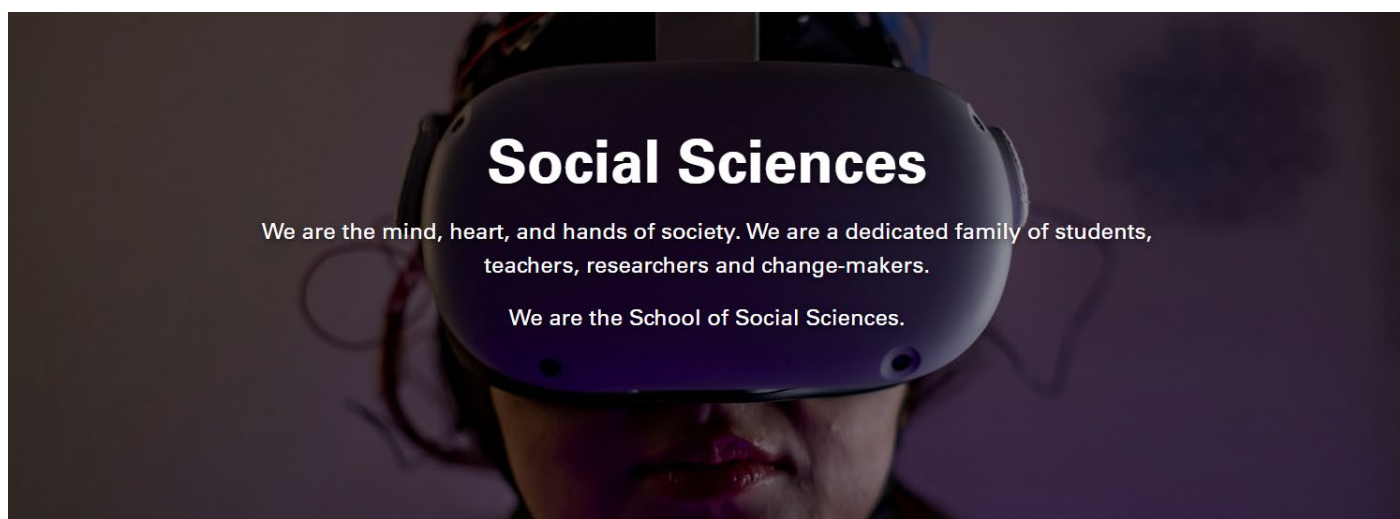 Social Sciences
We are the mind, heart, and hands of society. We are a dedicated family of students,
teachers, researchers and change-makers.
We are the School of Social Sciences.